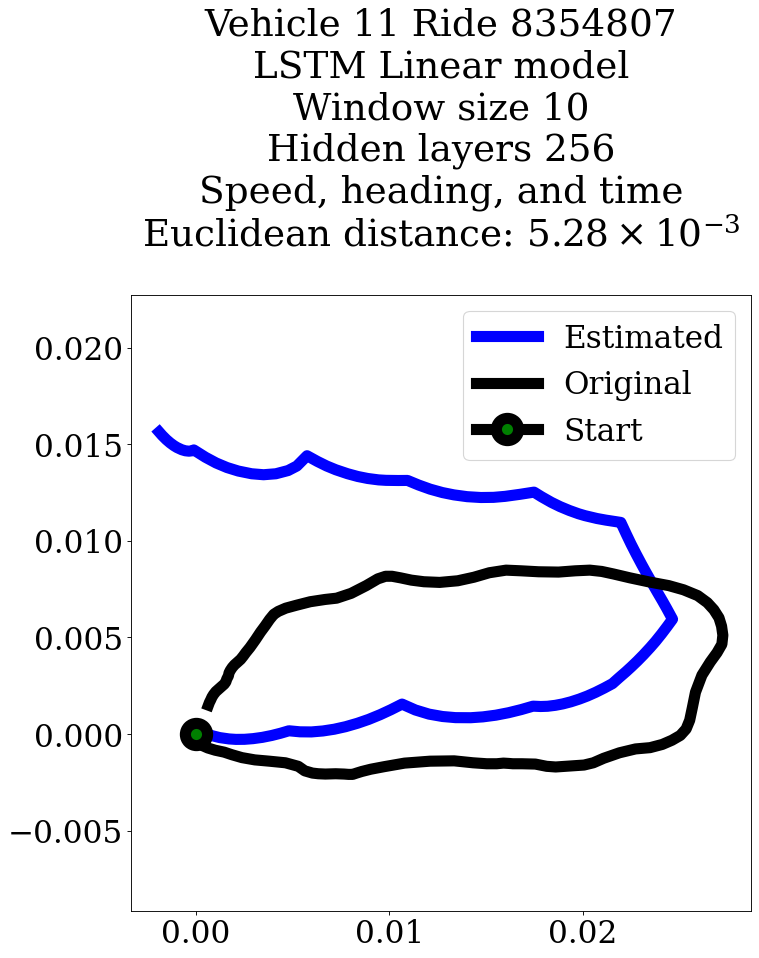 Vehicle 11 Ride 8354807
LSTM Linear model
Window size 10
Hidden layers 256
Speed, heading, and time
Euclidean distance: 5.28 × 10⁻³
Estimated
Original
Start
0.020
0.015
0.010
0.005
0.000
−0.005
0.00 0.01 0.02